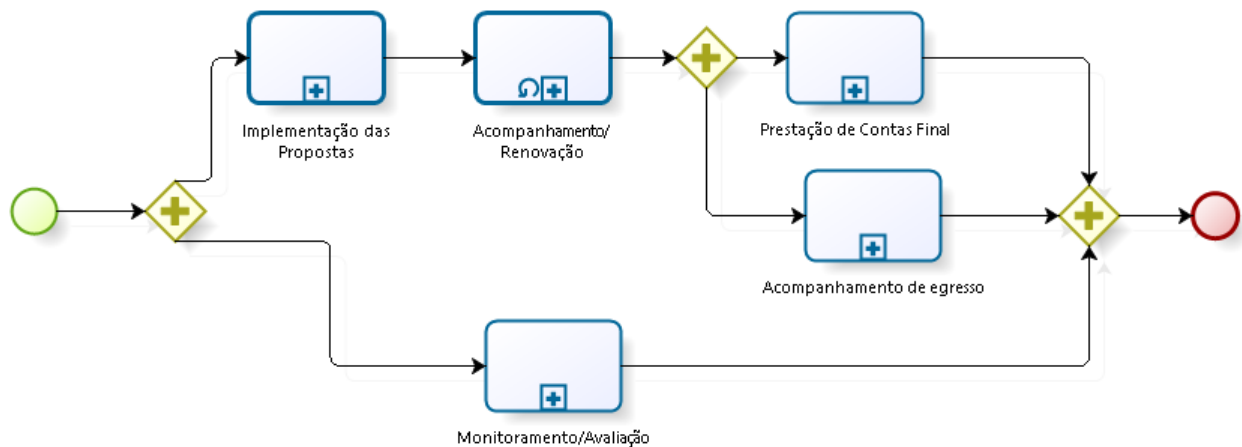 Implementação das
Propostas
Acompanhamento/
Renovação
Prestação de Contas Final
Acompanhamento de egresso
Monitoramento/Avaliação